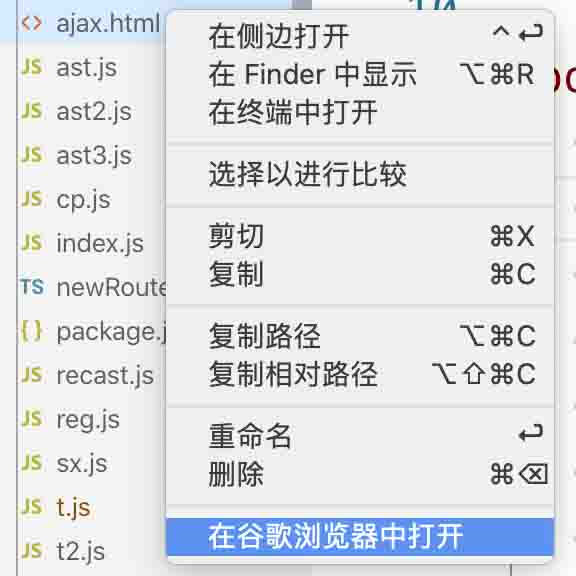 ajax.html
JS ast.js
JS ast2.js
JS ast3.js
JS cp.js
JS index.js
TS newRoute
{ } package.j
JS recast.js
JS reg.js
JS sx.js
JS t.js
JS t2.js
在侧边打开 ⌃⏎
在 Finder 中显示 ⌥⌘R
在终端中打开
选择以进行比较
剪切 ⌘X
复制 ⌘C
复制路径 ⌥⌘C
复制相对路径 ⌥⇧⌘C
重命名 ⏎
删除 ⌘⌫
在谷歌浏览器中打开